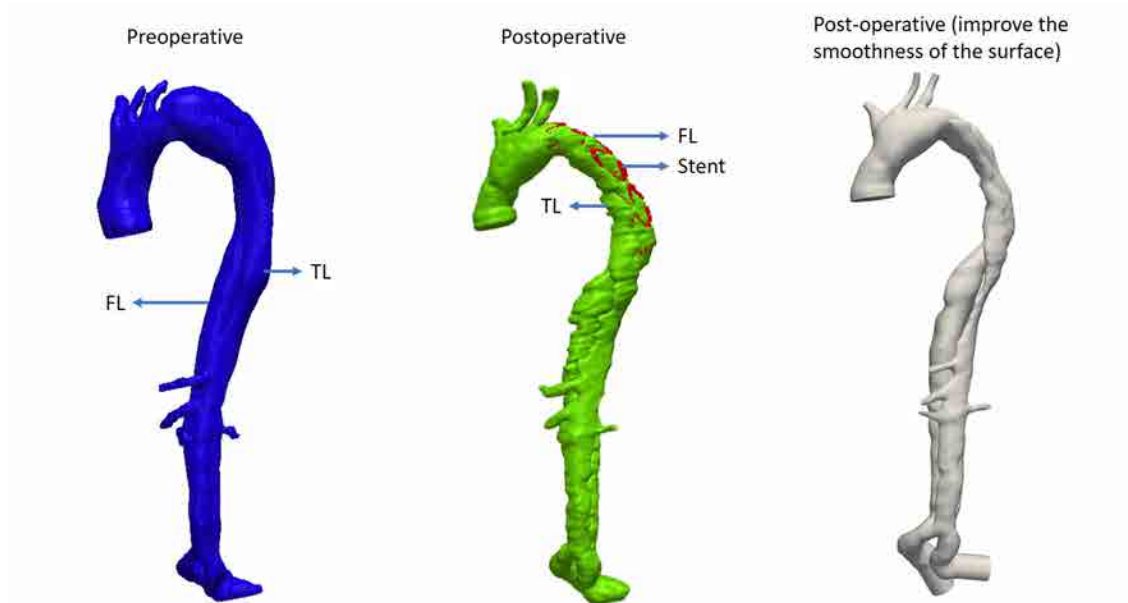 Preoperative
Postoperative
Post-operative (improve the
smoothness of the surface)
FL
Stent
TL
TL
FL